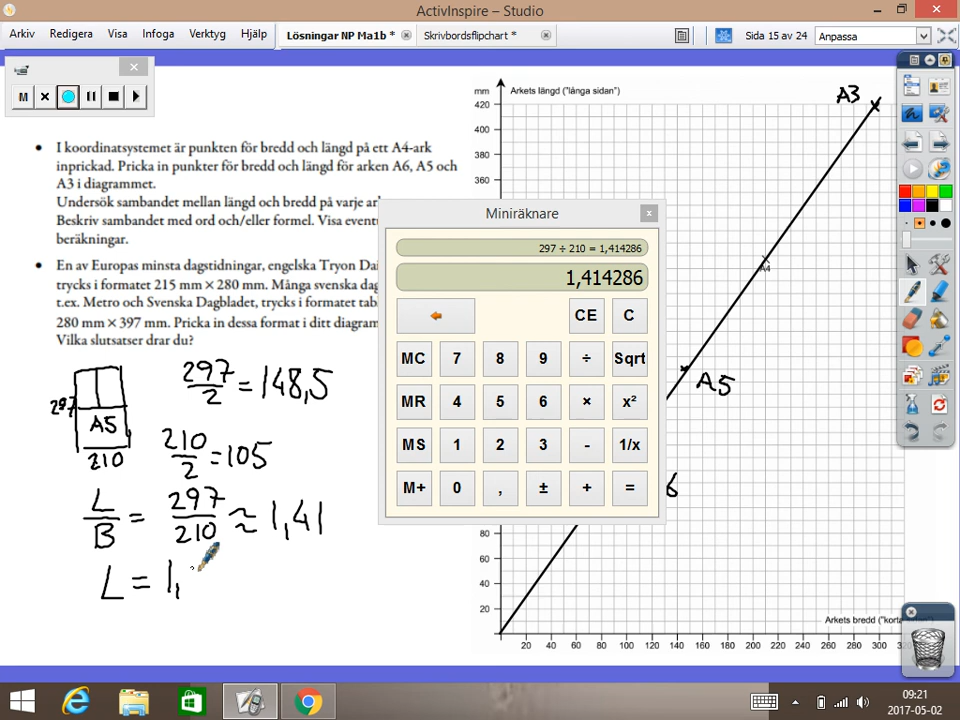 ActivInspire – Studio
Arkiv Redigera Visa Infoga Verktyg Hjälp
Lösningar NP Ma1b *
Skrivbordsflipchart *
Sida 15 av 24
Anpassa
M
• I koordinatsystemet är punkten för bredd och längd på ett A4-ark
inprickad. Pricka in punkter för bredd och längd för arken A6, A5 och
A3 i diagrammet.
Undersök sambandet mellan längd och bredd på varje
Beskriv sambandet med ord och/eller formel. Visa
beräkningar.
• En av Europas minsta dagstidningar, engelska Tryon
trycks i formatet 215 mm × 280 mm. Många svenska
t.ex. Metro och Svenska Dagbladet, trycks i formatet
280 mm × 397 mm. Pricka in dessa format i ditt
Vilka slutsatser drar du?
297
A5
210
297/2 = 148,5
210/2 = 105
L/B = 297/210 ≈ 1,41
L = 1,
mm
Arkets längd ("långa sidan")
420
400
380
360
80
60
40
20
A3
A4
A5
6
20 40 60 80 100 120 140 160 180 200 220 240 260 280 300
Arkets bredd ("korta
Miniräknare
297 ÷ 210 = 1,414286
1,414286
CE C
MC 7 8 9 ÷ Sqrt
MR 4 5 6 × x²
MS 1 2 3 - 1/x
M+ 0 , ± + =
09:21
2017-05-02